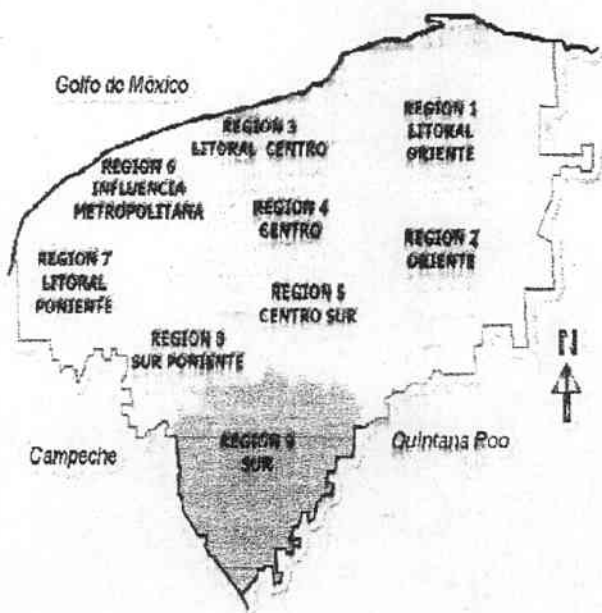 Golfo de México
REGION 3
LITORAL CENTRO
REGION 1
LITORAL
ORIENTE
REGION 6
INFLUENCIA
METROPOLITANA
REGION 4
CENTRO
REGION 2
ORIENTE
REGION 7
LITORAL
PONIENTE
REGION 5
CENTRO SUR
REGION 8
SUR PONIENTE
N
Campeche
REGION 9
SUR
Quintana Roo